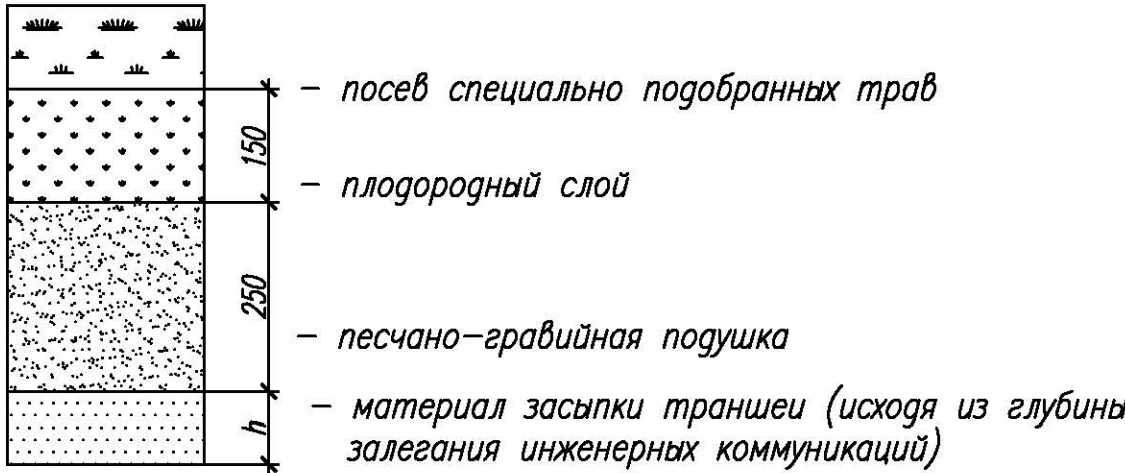 – посев специально подобранных трав
150
– плодородный слой
250
– песчано-гравийная подушка
– материал засыпки траншеи (исходя из глубины
h
залегания инженерных коммуникаций)